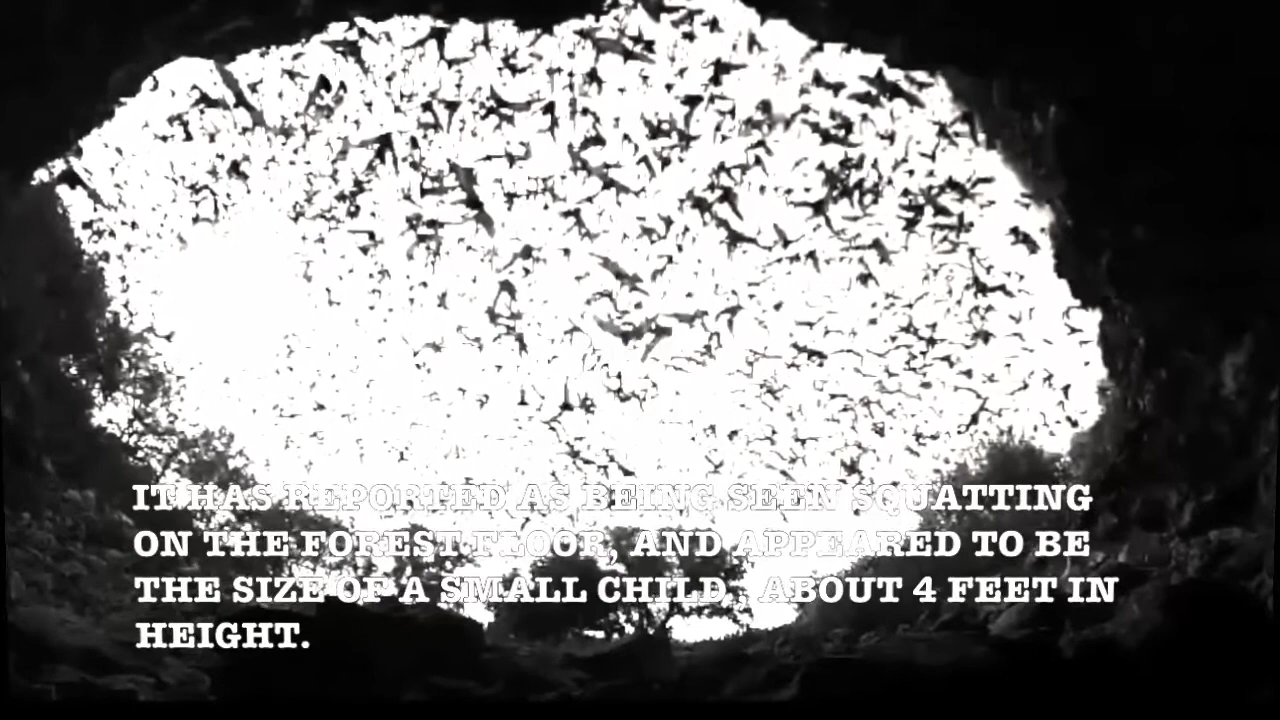 IT HAS REPORTED AS BEING SEEN SQUATTING
ON THE FOREST FLOOR, AND APPEARED TO BE
THE SIZE OF A SMALL CHILD, ABOUT 4 FEET IN
HEIGHT.